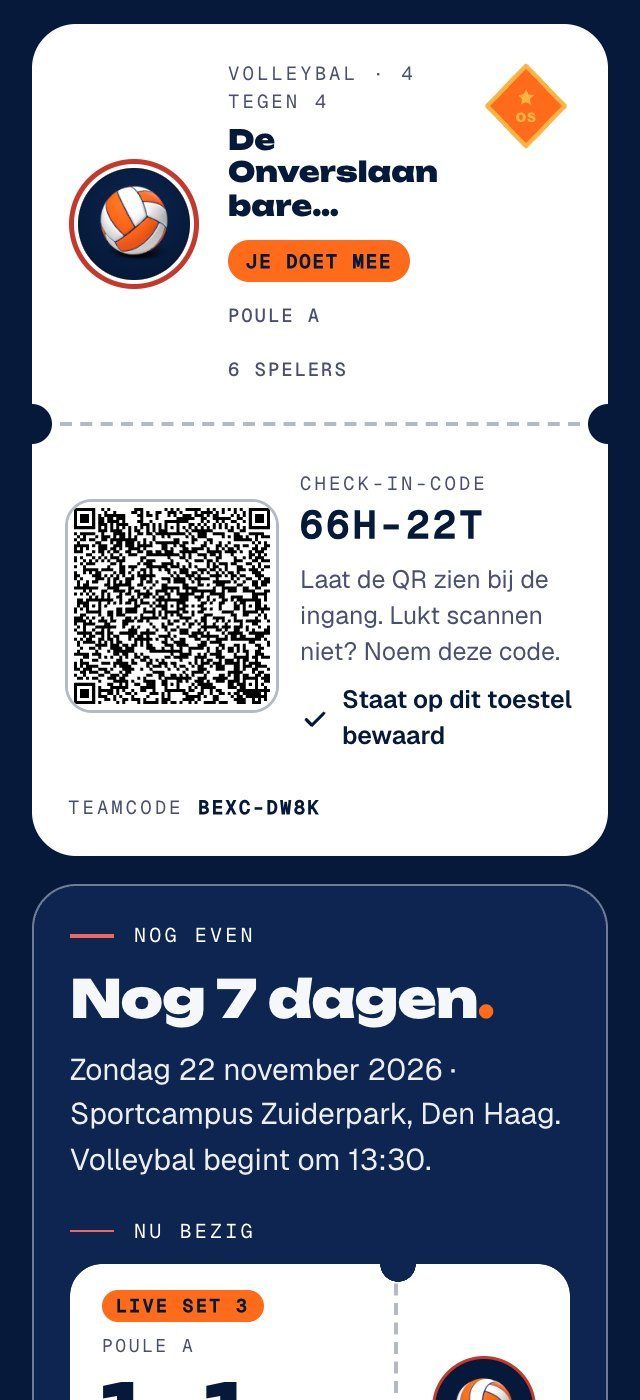 VOLLEYBAL · 4
TEGEN 4
OS
De
Onverslaan
bare...
JE DOET MEE
POULE A
6 SPELERS
CHECK-IN-CODE
66H-22T
Laat de QR zien bij de
ingang. Lukt scannen
niet? Noem deze code.
Staat op dit toestel
bewaard
TEAMCODE BEXC-DW8K
NOG EVEN
Nog 7 dagen.
Zondag 22 november 2026 ·
Sportcampus Zuiderpark, Den Haag.
Volleybal begint om 13:30.
NU BEZIG
LIVE SET 3
POULE A